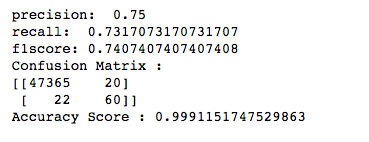 precision:  0.75
recall:  0.7317073170731707
f1score: 0.7407407407407408
Confusion Matrix :
[[47365    20]
 [   22    60]]
Accuracy Score : 0.9991151747529863